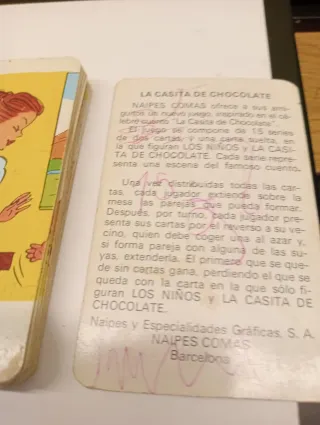 LA CASITA DE CHOCOLATE
NAIPES COMAS ofrece a sus ami-
guitos un nuevo juego, inspirado en el cé-
lebre cuento "La Casita de Chocolate".
El juego se compone de 15 series
de dos cartas, y una carta suelta, en
la que figuran LOS NIÑOS y LA CASI-
TA DE CHOCOLATE. Cada serie repre-
senta una escena del famoso cuento.
Una vez distribuidas todas las car-
tas, cada jugador extiende sobre la
mesa las parejas que pueda formar.
Después, por turno, cada jugador pre-
senta sus cartas por el reverso a su ve-
cino, quien debe coger una al azar y,
si forma pareja con alguna de las su-
yas, extenderla. El primero que se que-
de sin cartas gana, perdiendo el que se
queda con la carta en la que sólo fi-
guran LOS NIÑOS y LA CASITA DE
CHOCOLATE.
Naipes y Especialidades Gráficas, S. A.
NAIPES COMAS
Barcelona